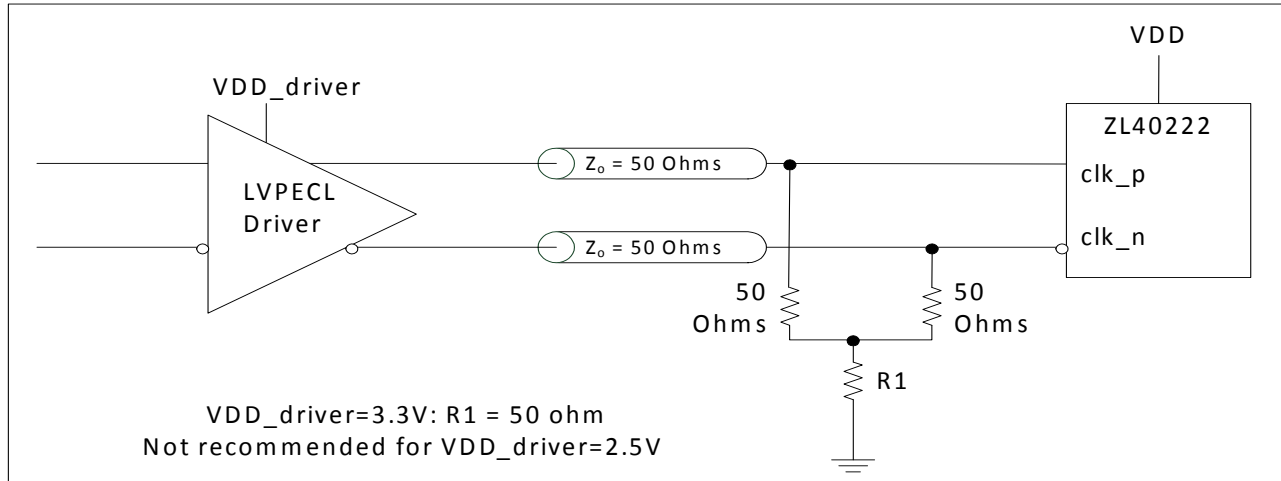 VDD
VDD_driver
ZL40222
Zo = 50 Ohms
clk_p
LVPECL
Driver
Zo = 50 Ohms
clk_n
50
Ohms
50
Ohms
R1
VDD_driver=3.3V: R1 = 50 ohm
Not recommended for VDD_driver=2.5V